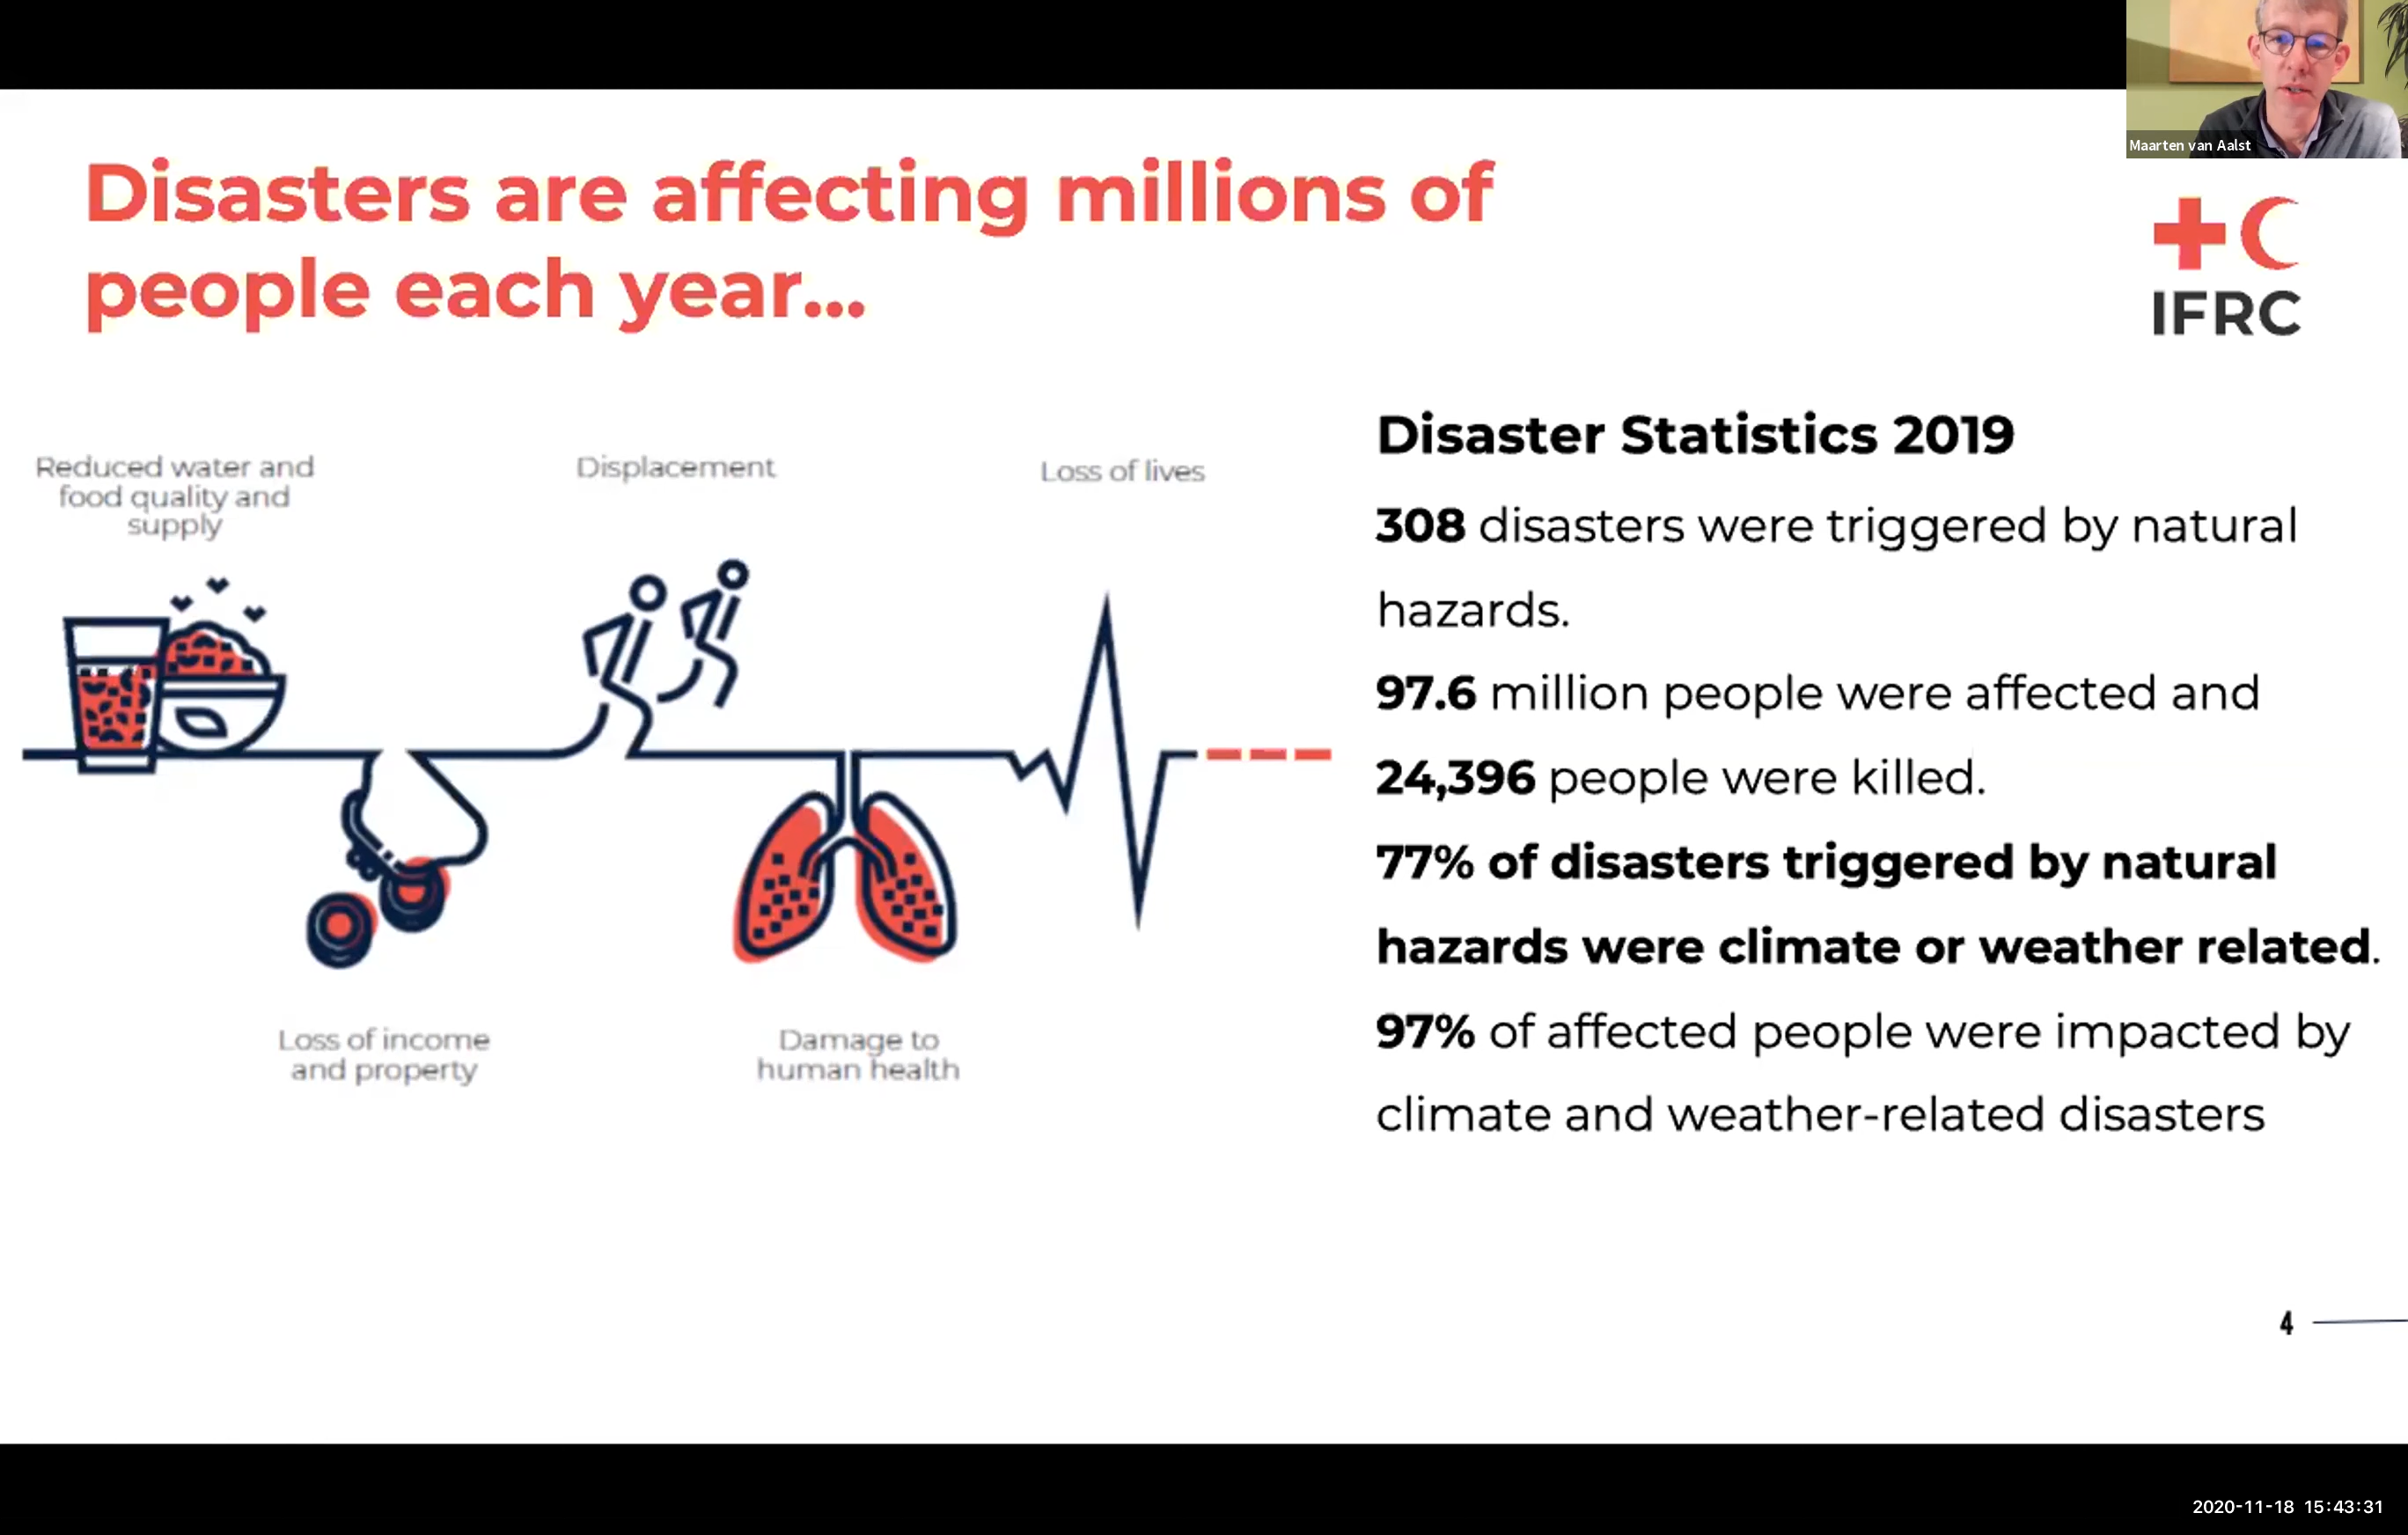 Maarten van Aalst
Disasters are affecting millions of
people each year...
IFRC
Reduced water and
food quality and
supply
Displacement
Loss of lives
Loss of income
and property
Damage to
human health
Disaster Statistics 2019
308 disasters were triggered by natural
hazards.
97.6 million people were affected and
24,396 people were killed.
77% of disasters triggered by natural
hazards were climate or weather related.
97% of affected people were impacted by
climate and weather-related disasters
4
2020-11-18 15:43:31